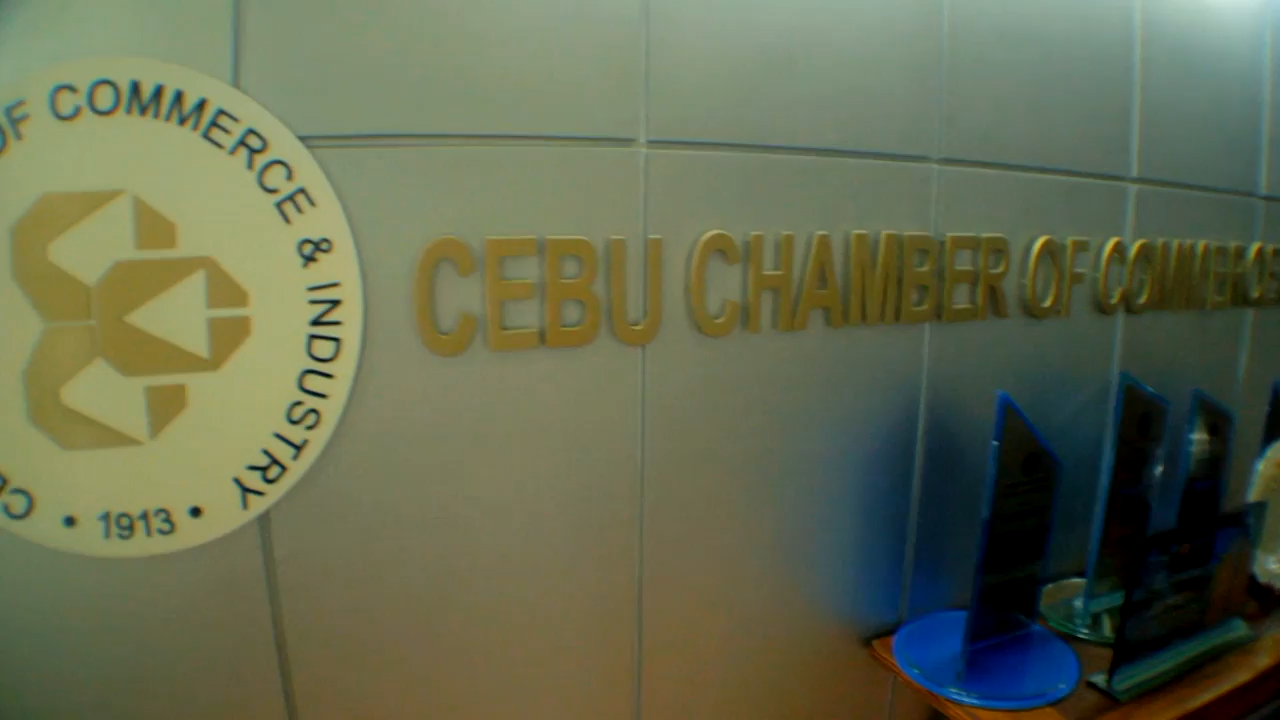 OF COMMERCE & INDUSTRY
• 1913 •
CEBU CHAMBER OF COMMERCE